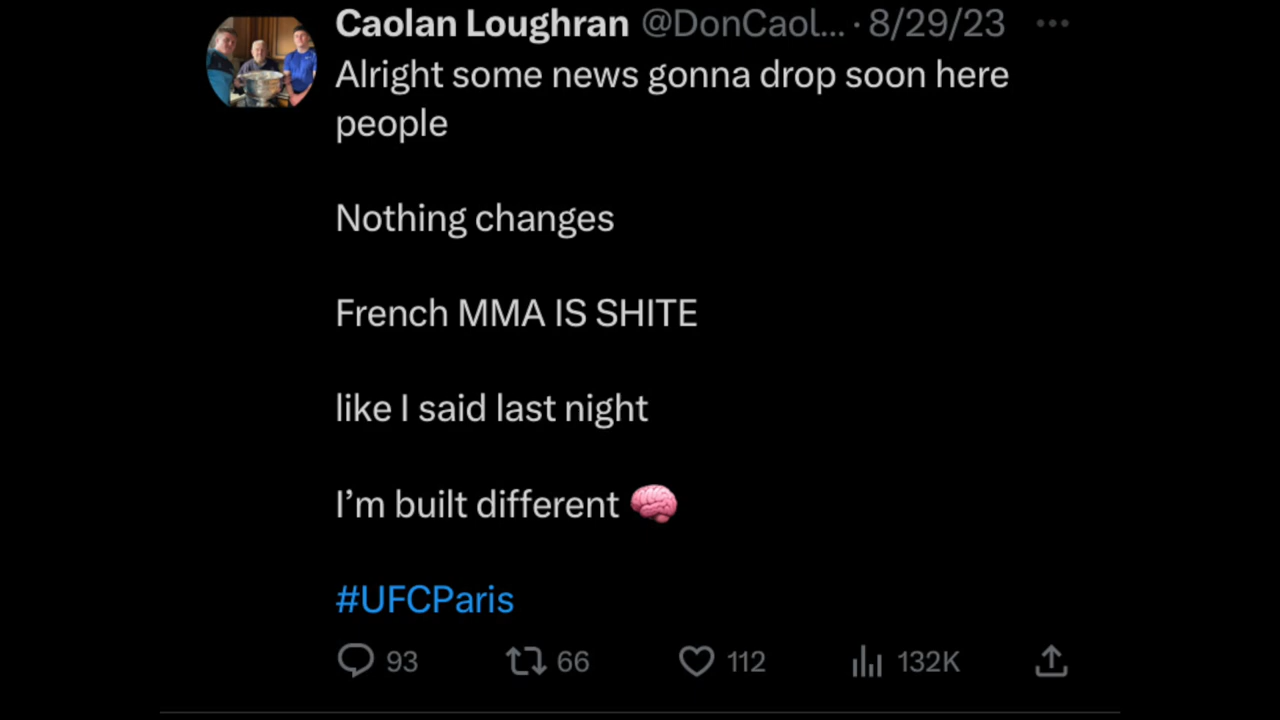 Caolan Loughran @DonCaol... · 8/29/23
Alright some news gonna drop soon here
people
Nothing changes
French MMA IS SHITE
like I said last night
I’m built different 🧠
#UFCParis
93 66 112 132K